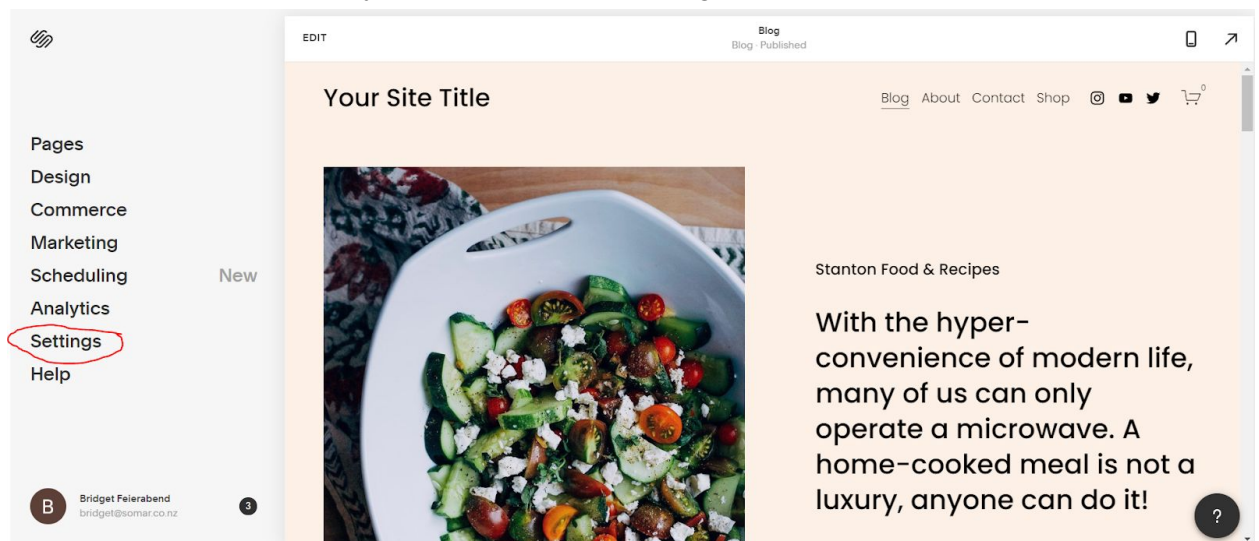 EDIT
Blog
Blog · Published
Your Site Title
Blog About Contact Shop 0
Pages
Design
Commerce
Marketing
Scheduling New
Analytics
Settings
Help
Stanton Food & Recipes
With the hyper-
convenience of modern life,
many of us can only
operate a microwave. A
home-cooked meal is not a
luxury, anyone can do it!
B
Bridget Feierabend
bridget@somar.co.nz
3
?